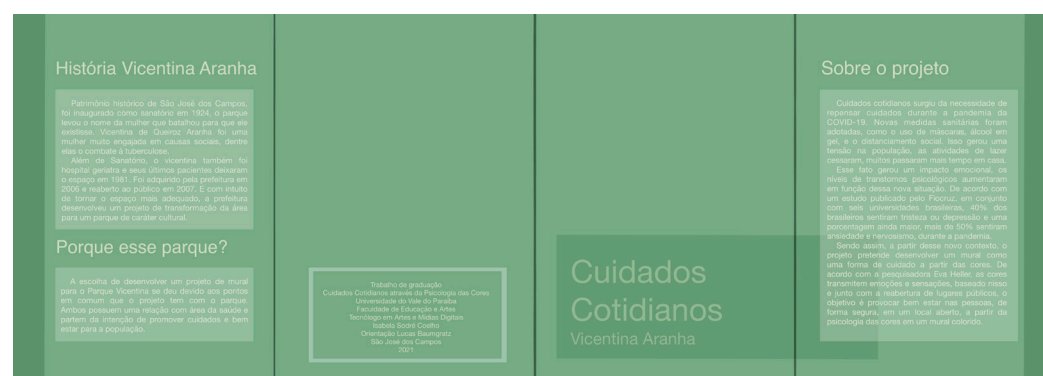 História Vicentina Aranha
Patrimônio histórico de São José dos Campos,
foi inaugurado como sanatório em 1924, o parque
levou o nome da mulher que batalhou para que ele
existisse. Vicentina de Queiroz Aranha foi uma
mulher muito engajada em causas sociais, dentre
elas o combate à tuberculose.
Além de Sanatório, o vicentina também foi
hospital geriatra e seus últimos pacientes deixaram
o espaço em 1981. Foi adquirido pela prefeitura em
2006 e reaberto ao público em 2007. E com intuito
de tornar o espaço mais adequado, a prefeitura
desenvolveu um projeto de transformação da área
para um parque de caráter cultural.
Porque esse parque?
A escolha de desenvolver um projeto de mural
para o Parque Vicentina se deu devido aos pontos
em comum que o projeto tem com o parque.
Ambos possuem uma relação com área da saúde e
partem da intenção de promover cuidados e bem
estar para a população.
Trabalho de graduação
Cuidados Cotidianos através do Psicologia das Cores
Universidade do Vale do Paraíba
Faculdade de Educação e Artes
Tecnólogo em Artes e Mídias Digitais
Isabela Sodré Coelho
Orientação Lucas Baumgratz
São José dos Campos
2021
Cuidados
Cotidianos
Vicentina Aranha
Sobre o projeto
Cuidados cotidianos surgiu da necessidade de
repensar cuidados durante a pandemia da
COVID-19. Novas medidas sanitárias foram
adotadas, como o uso de máscaras, álcool em
gel, e o distanciamento social. Isso gerou uma
tensão na população, as atividades de lazer
cessaram, muitos passaram mais tempo em casa.
Esse fato gerou um impacto emocional, os
níveis de transtornos psicológicos aumentaram
em função dessa nova situação. De acordo com
um estudo publicado pelo Fiocruz, em conjunto
com seis universidades brasileiras, 40% dos
brasileiros sentiram tristeza ou depressão e uma
porcentagem ainda maior, mais de 50% sentiram
ansiedade e nervosismo, durante a pandemia.
Sendo assim, a partir desse novo contexto, o
projeto pretende desenvolver um mural como
uma forma de cuidado a partir das cores. De
acordo com a pesquisadora Eva Heller, as cores
transmitem emoções e sensações, baseado nisso
e junto com a reabertura de lugares públicos, o
objetivo é provocar bem estar nas pessoas, de
forma segura, em um local aberto, a partir da
psicologia das cores em um mural colorido.